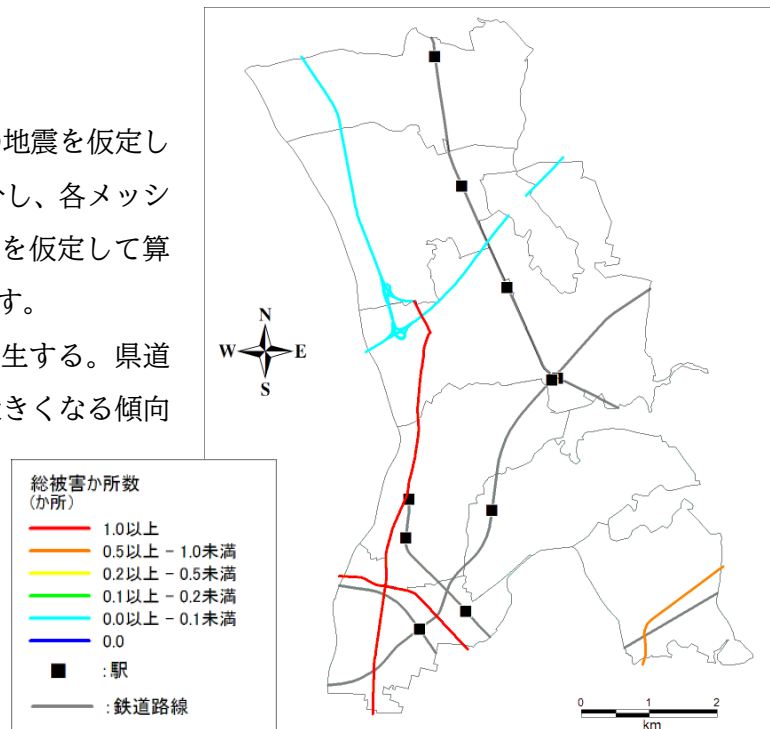 の地震を仮定し
し、各メッシ
を仮定して算
す。
生する。県道
きくなる傾向
N
W
E
S
総被害か所数
(か所)
1.0以上
0.5以上 - 1.0未満
0.2以上 - 0.5未満
0.1以上 - 0.2未満
0.0以上 - 0.1未満
0.0
:駅
:鉄道路線
0 1 2
km